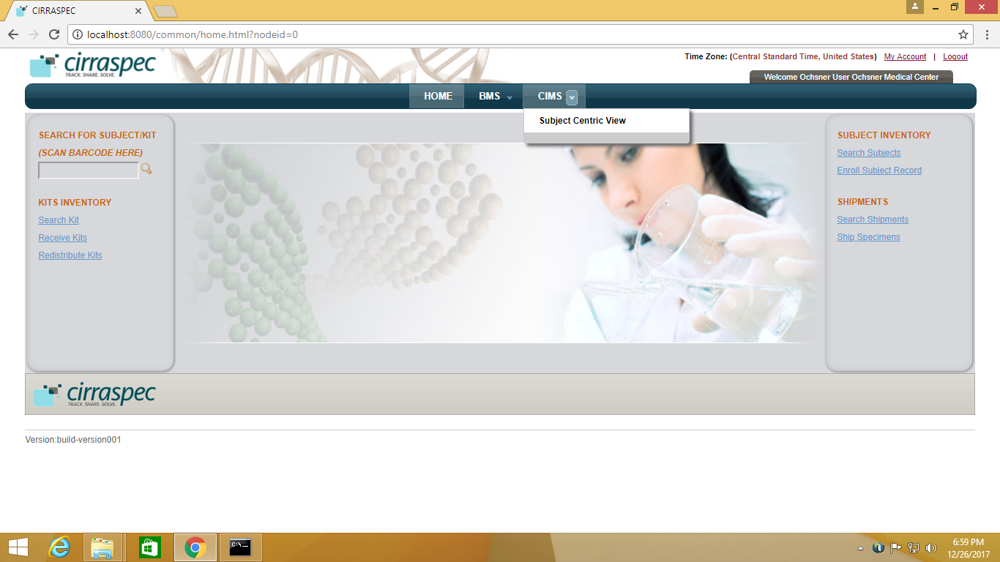 CIRRASPEC
localhost:8080/common/home.html?nodeid=0
cirraspec
TRACK. SHARE. SOLVE.
Time Zone: (Central Standard Time, United States) My Account | Logout
Welcome Ochsner User Ochsner Medical Center
HOME BMS CIMS
Subject Centric View
SEARCH FOR SUBJECT/KIT
(SCAN BARCODE HERE)
KITS INVENTORY
Search Kit
Receive Kits
Redistribute Kits
SUBJECT INVENTORY
Search Subjects
Enroll Subject Record
SHIPMENTS
Search Shipments
Ship Specimens
cirraspec
TRACK. SHARE. SOLVE.
Version:build-version001
C:\
6:59 PM
12/26/2017